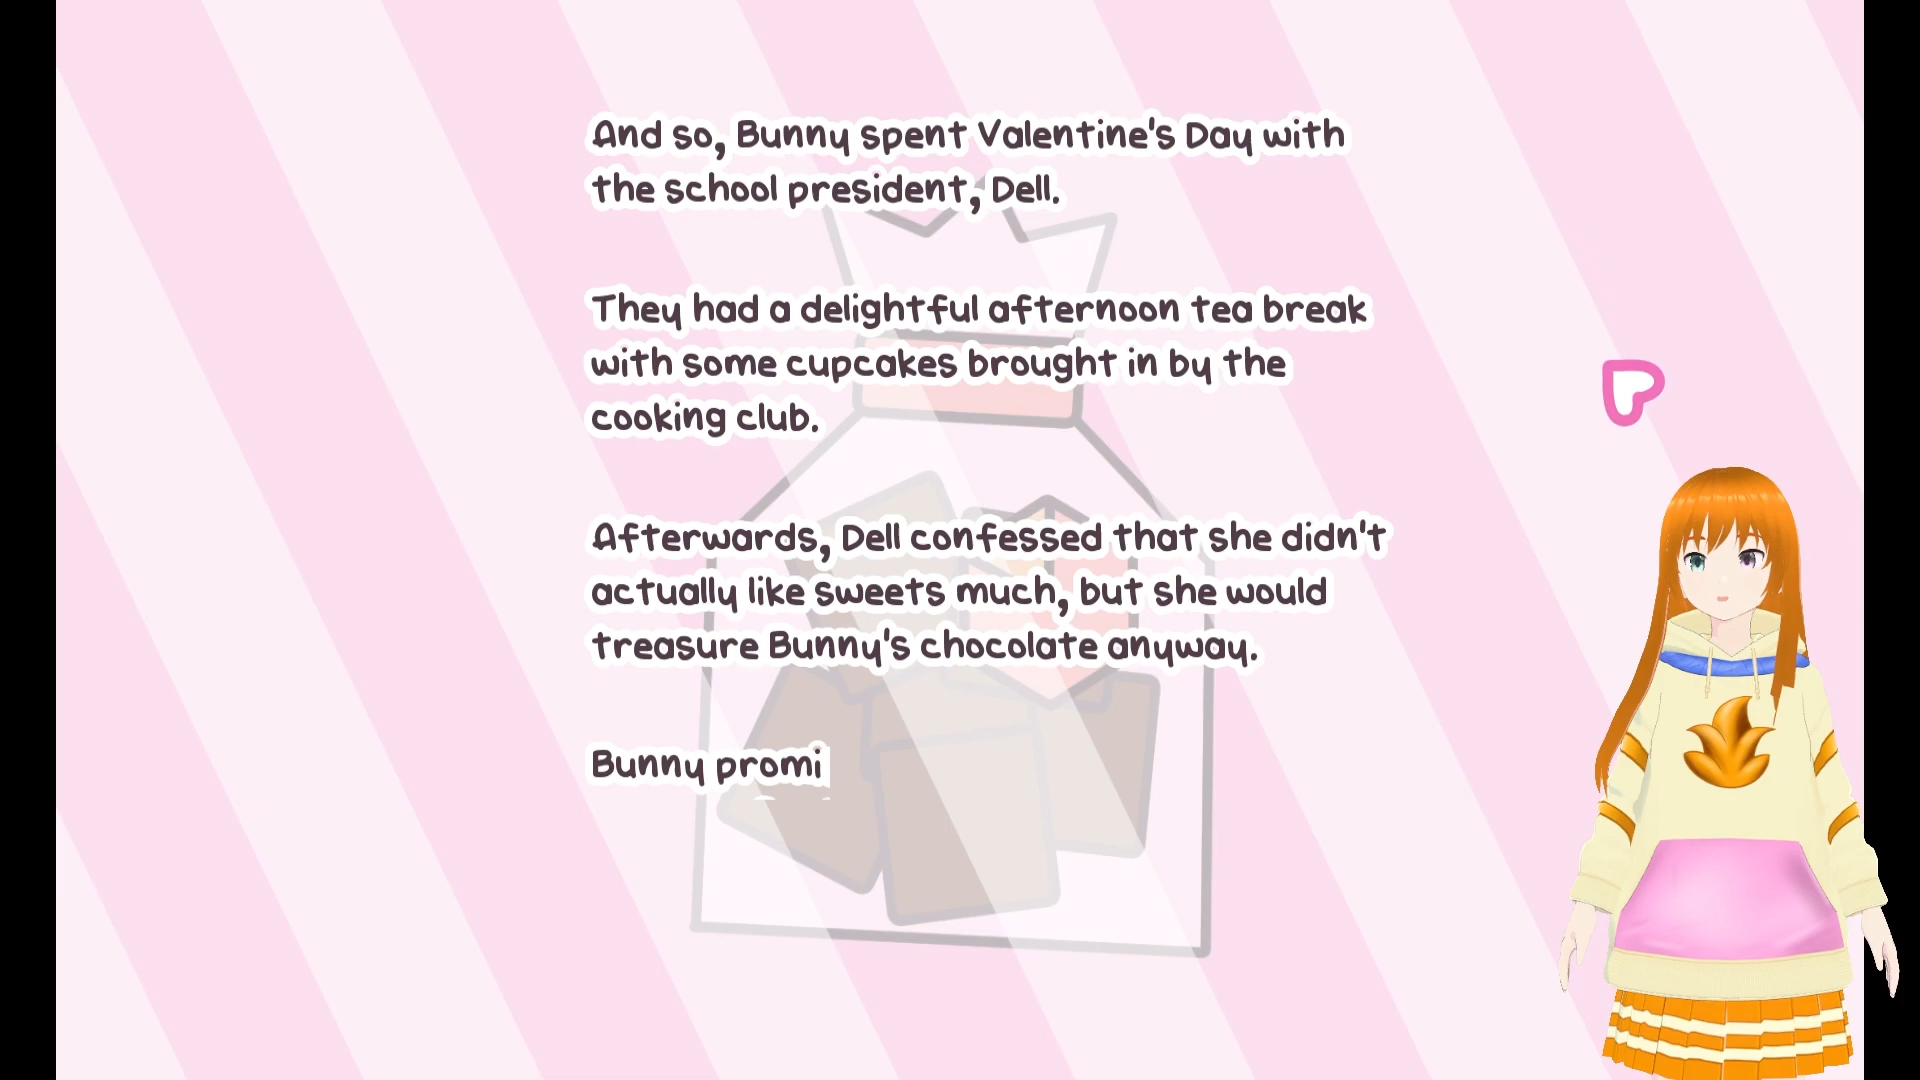 And so, Bunny spent Valentine's Day with
the school president, Dell.
They had a delightful afternoon tea break
with some cupcakes brought in by the
cooking club.
Afterwards, Dell confessed that she didn't
actually like sweets much, but she would
treasure Bunny's chocolate anyway.
Bunny promi